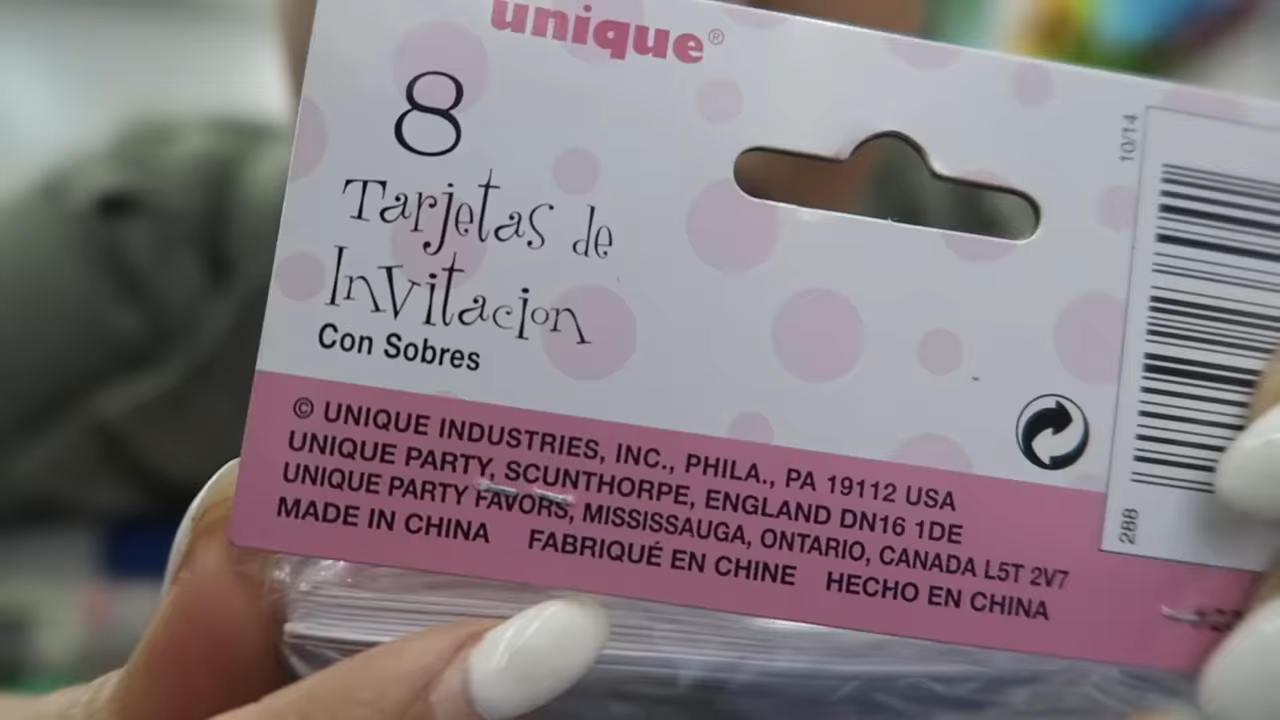 unique®
8
Tarjetas de
Invitacion
Con Sobres
© UNIQUE INDUSTRIES, INC., PHILA., PA 19112 USA
UNIQUE PARTY, SCUNTHORPE, ENGLAND DN16 1DE
UNIQUE PARTY FAVORS, MISSISSAUGA, ONTARIO, CANADA L5T 2V7
MADE IN CHINA FABRIQUÉ EN CHINE HECHO EN CHINA
10/14
288